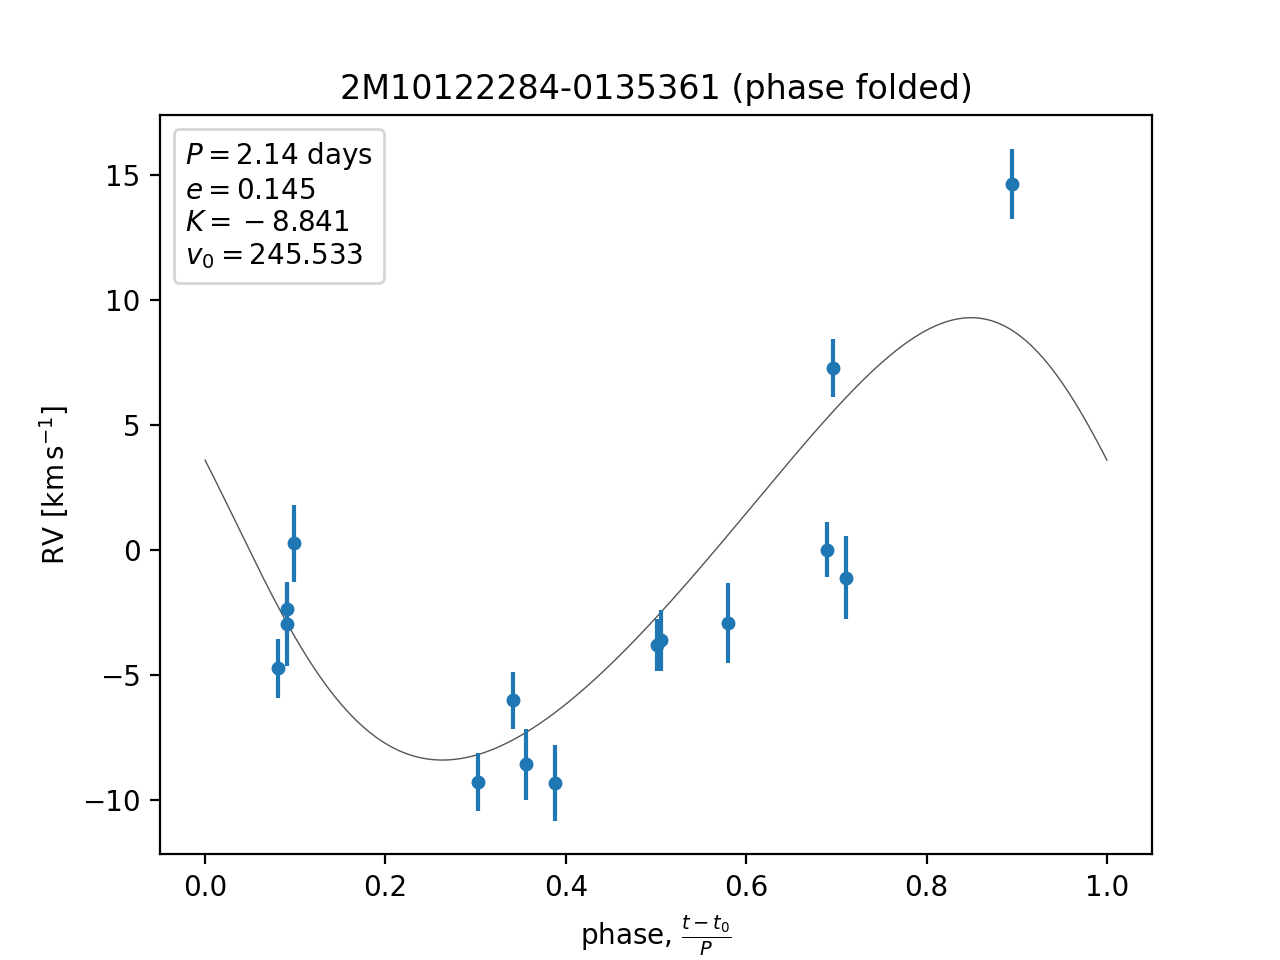 2M10122284-0135361 (phase folded)
P = 2.14 days
e = 0.145
K = −8.841
v₀ = 245.533
RV [km s⁻¹]
15
10
5
0
−5
−10
0.0 0.2 0.4 0.6 0.8 1.0
phase, (t − t₀)/P